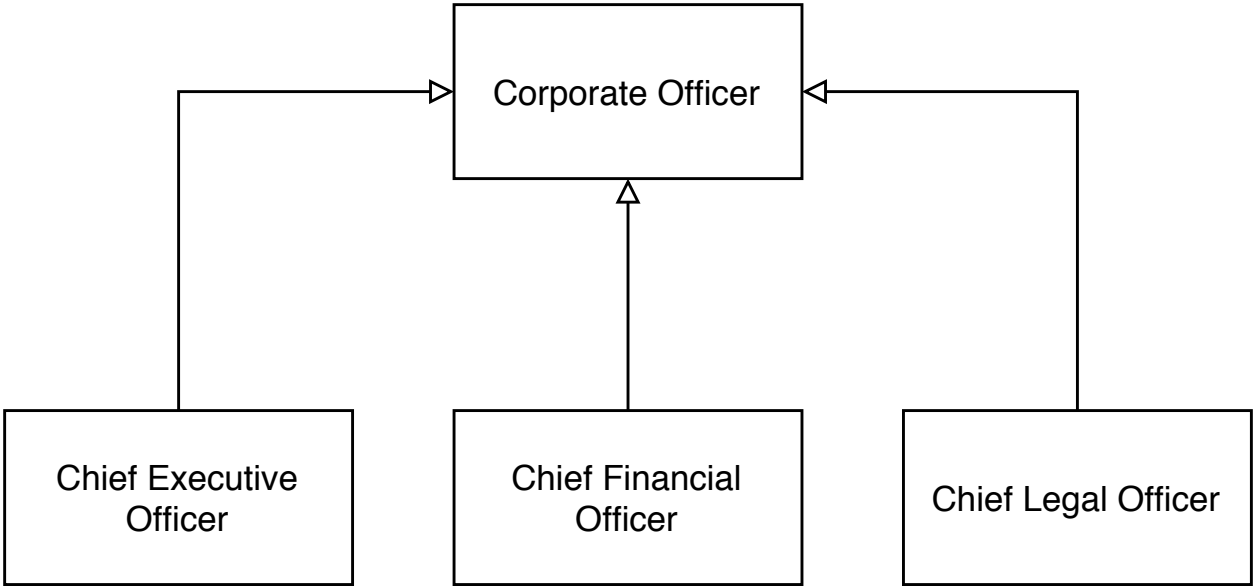 Corporate Officer
Chief Executive
Officer
Chief Financial
Officer
Chief Legal Officer